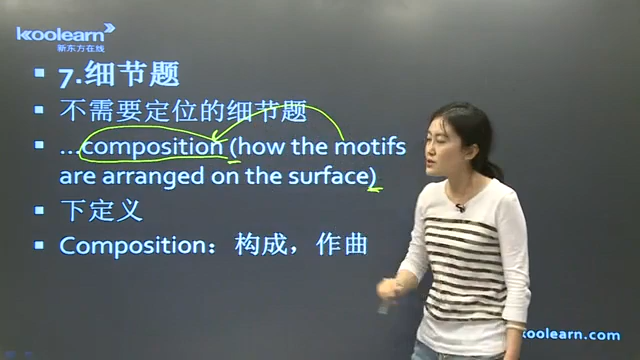 koolearn
新东方在线
7.细节题
不需要定位的细节题
...composition (how the motifs
are arranged on the surface)
下定义
Composition：构成，作曲
koolearn.com